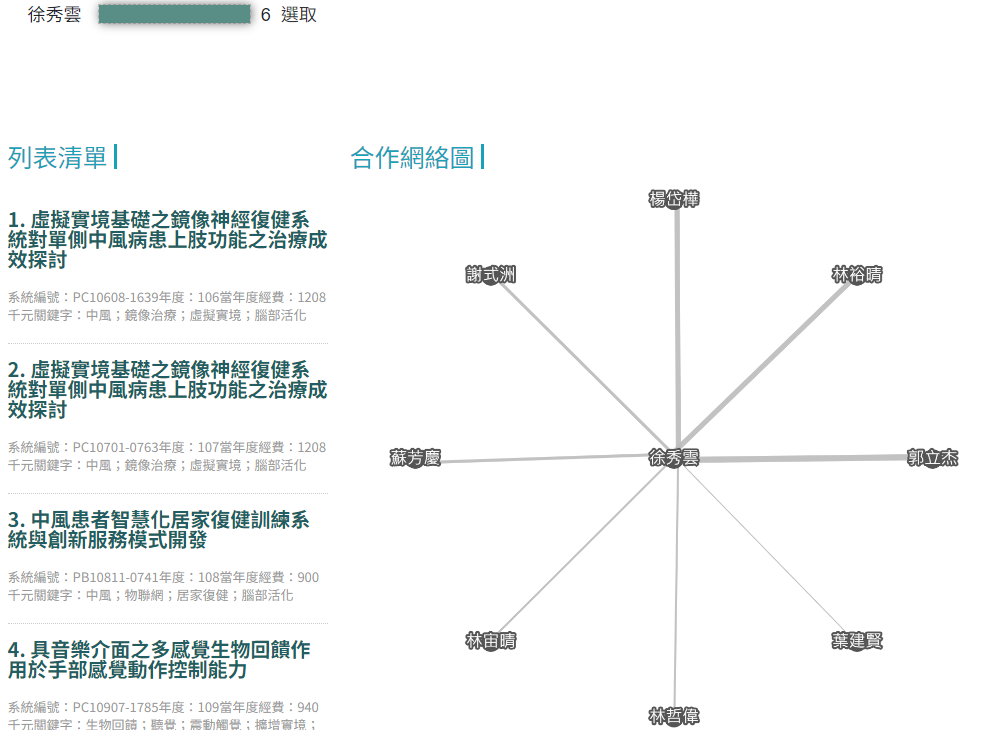 徐秀雲 6 選取
列表清單
合作網絡圖
1. 虛擬實境基礎之鏡像神經復健系
統對單側中風病患上肢功能之治療成
效探討
系統編號：PC10608-1639年度：106當年度經費：1208
千元關鍵字：中風；鏡像治療；虛擬實境；腦部活化
2. 虛擬實境基礎之鏡像神經復健系
統對單側中風病患上肢功能之治療成
效探討
系統編號：PC10701-0763年度：107當年度經費：1208
千元關鍵字：中風；鏡像治療；虛擬實境；腦部活化
3. 中風患者智慧化居家復健訓練系
統與創新服務模式開發
系統編號：PB10811-0741年度：108當年度經費：900
千元關鍵字：中風；物聯網；居家復健；腦部活化
4. 具音樂介面之多感覺生物回饋作
用於手部感覺動作控制能力
系統編號：PC10907-1785年度：109當年度經費：940
千元關鍵字：生物回饋；聽覺；震動觸覺；擴增實境；
楊岱樺
謝式洲
林裕晴
蘇芳慶
徐秀雲
郭立杰
林宙晴
葉建賢
林哲偉